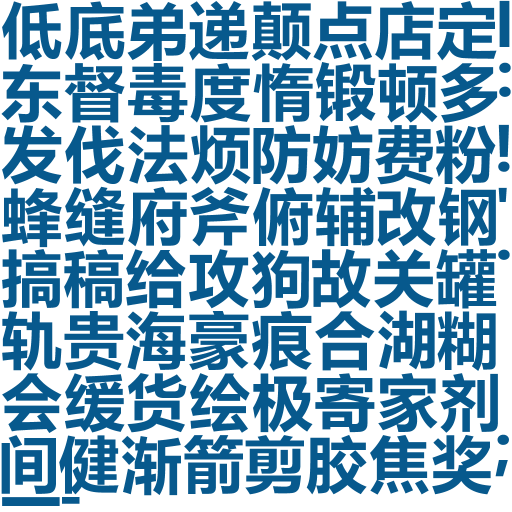 低底弟递颠点店定!
东督毒度惰锻顿多:
发伐法烦防妨费粉!
蜂缝府斧俯辅改钢'
搞稿给攻狗故关罐
轨贵海豪痕合湖糊
会缓货绘极寄家剂
间健渐箭剪胶焦奖;